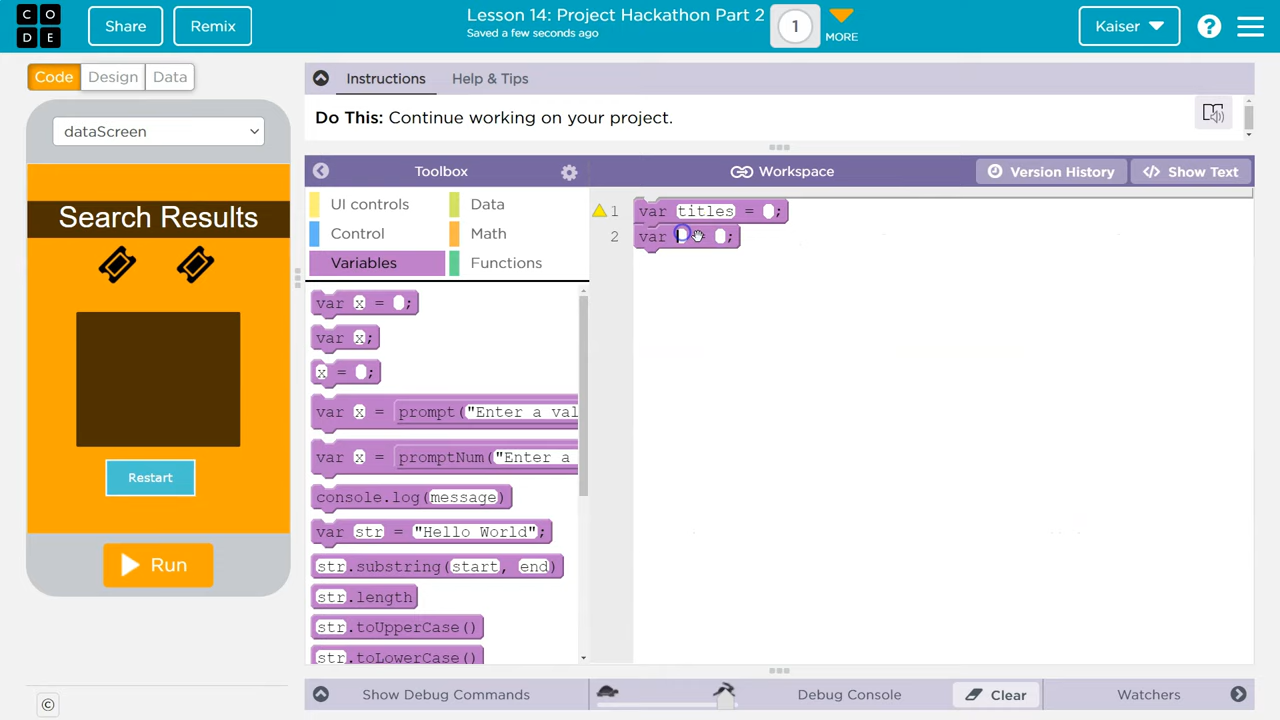 CODE
Share
Remix
Lesson 14: Project Hackathon Part 2
Saved a few seconds ago
1
MORE
Kaiser
?
Code
Design
Data
Instructions
Help & Tips
dataScreen
Do This: Continue working on your project.
Toolbox
Workspace
Version History
</> Show Text
UI controls
Data
Control
Math
Variables
Functions
1 var titles = ;
2 var = ;
Search Results
Restart
Run
var x = ;
var x;
x = ;
var x = prompt("Enter a val
var x = promptNum("Enter a
console.log(message)
var str = "Hello World";
str.substring(start, end)
str.length
str.toUpperCase()
str.toLowerCase()
©
Show Debug Commands
Debug Console
Clear
Watchers